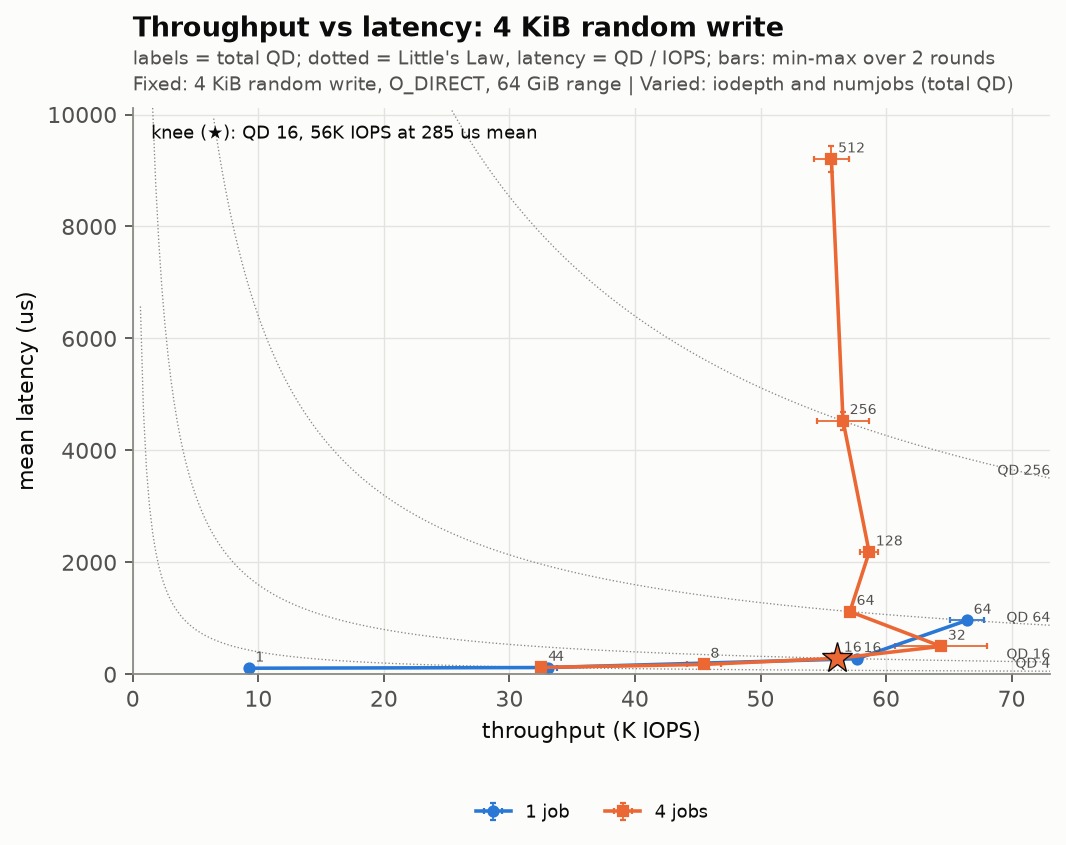 Throughput vs latency: 4 KiB random write
labels = total QD; dotted = Little's Law, latency = QD / IOPS; bars: min-max over 2 rounds
Fixed: 4 KiB random write, O_DIRECT, 64 GiB range | Varied: iodepth and numjobs (total QD)
knee (★): QD 16, 56K IOPS at 285 us mean
mean latency (us)
10000
8000
6000
4000
2000
0
512
256
QD 256
128
64
64
QD 64
32
16
16
QD 16
QD 4
8
4
4
1
0
10
20
30
40
50
60
70
throughput (K IOPS)
1 job
4 jobs